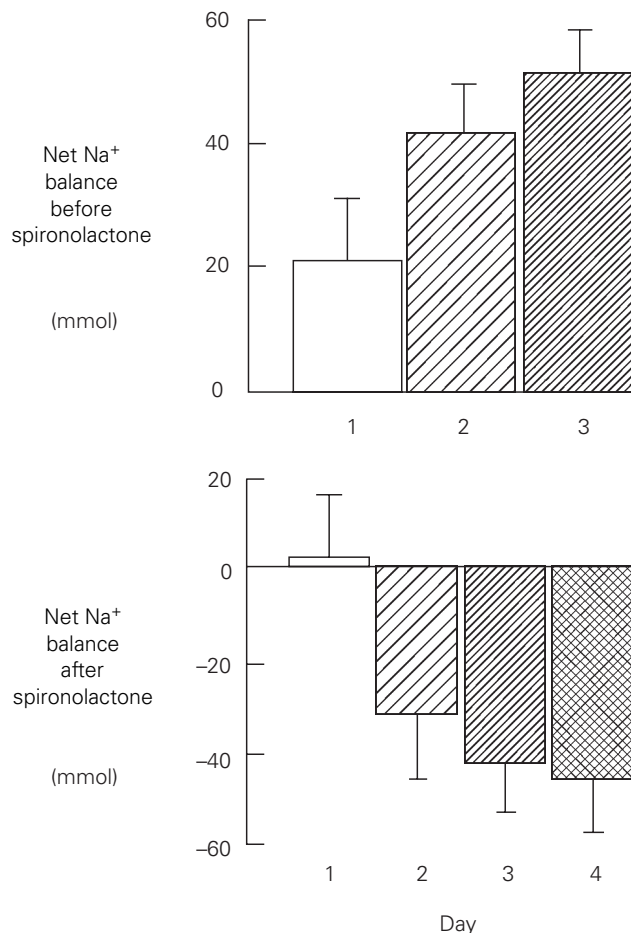 60
40
20
0
Net Na+
balance
before
spironolactone
(mmol)
1 2 3
20
0
–20
–40
–60
Net Na+
balance
after
spironolactone
(mmol)
1 2 3 4
Day